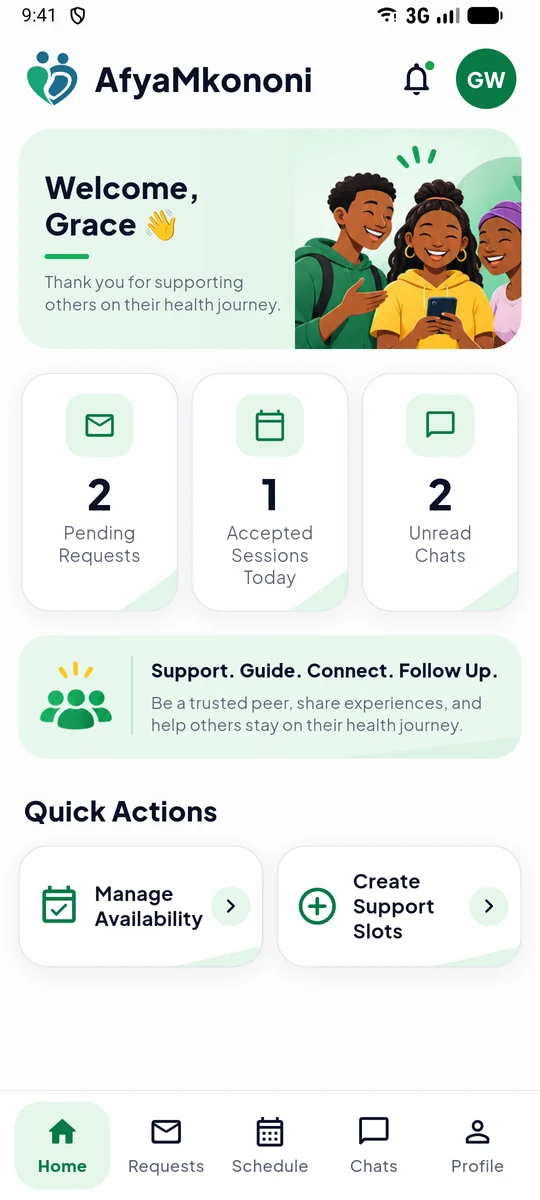 9:41
3G
AfyaMkononi
GW
Welcome,
Grace 👋
Thank you for supporting
others on their health journey.
2
Pending
Requests
1
Accepted
Sessions
Today
2
Unread
Chats
Support. Guide. Connect. Follow Up.
Be a trusted peer, share experiences, and
help others stay on their health journey.
Quick Actions
Manage
Availability
Create
Support
Slots
Home
Requests
Schedule
Chats
Profile